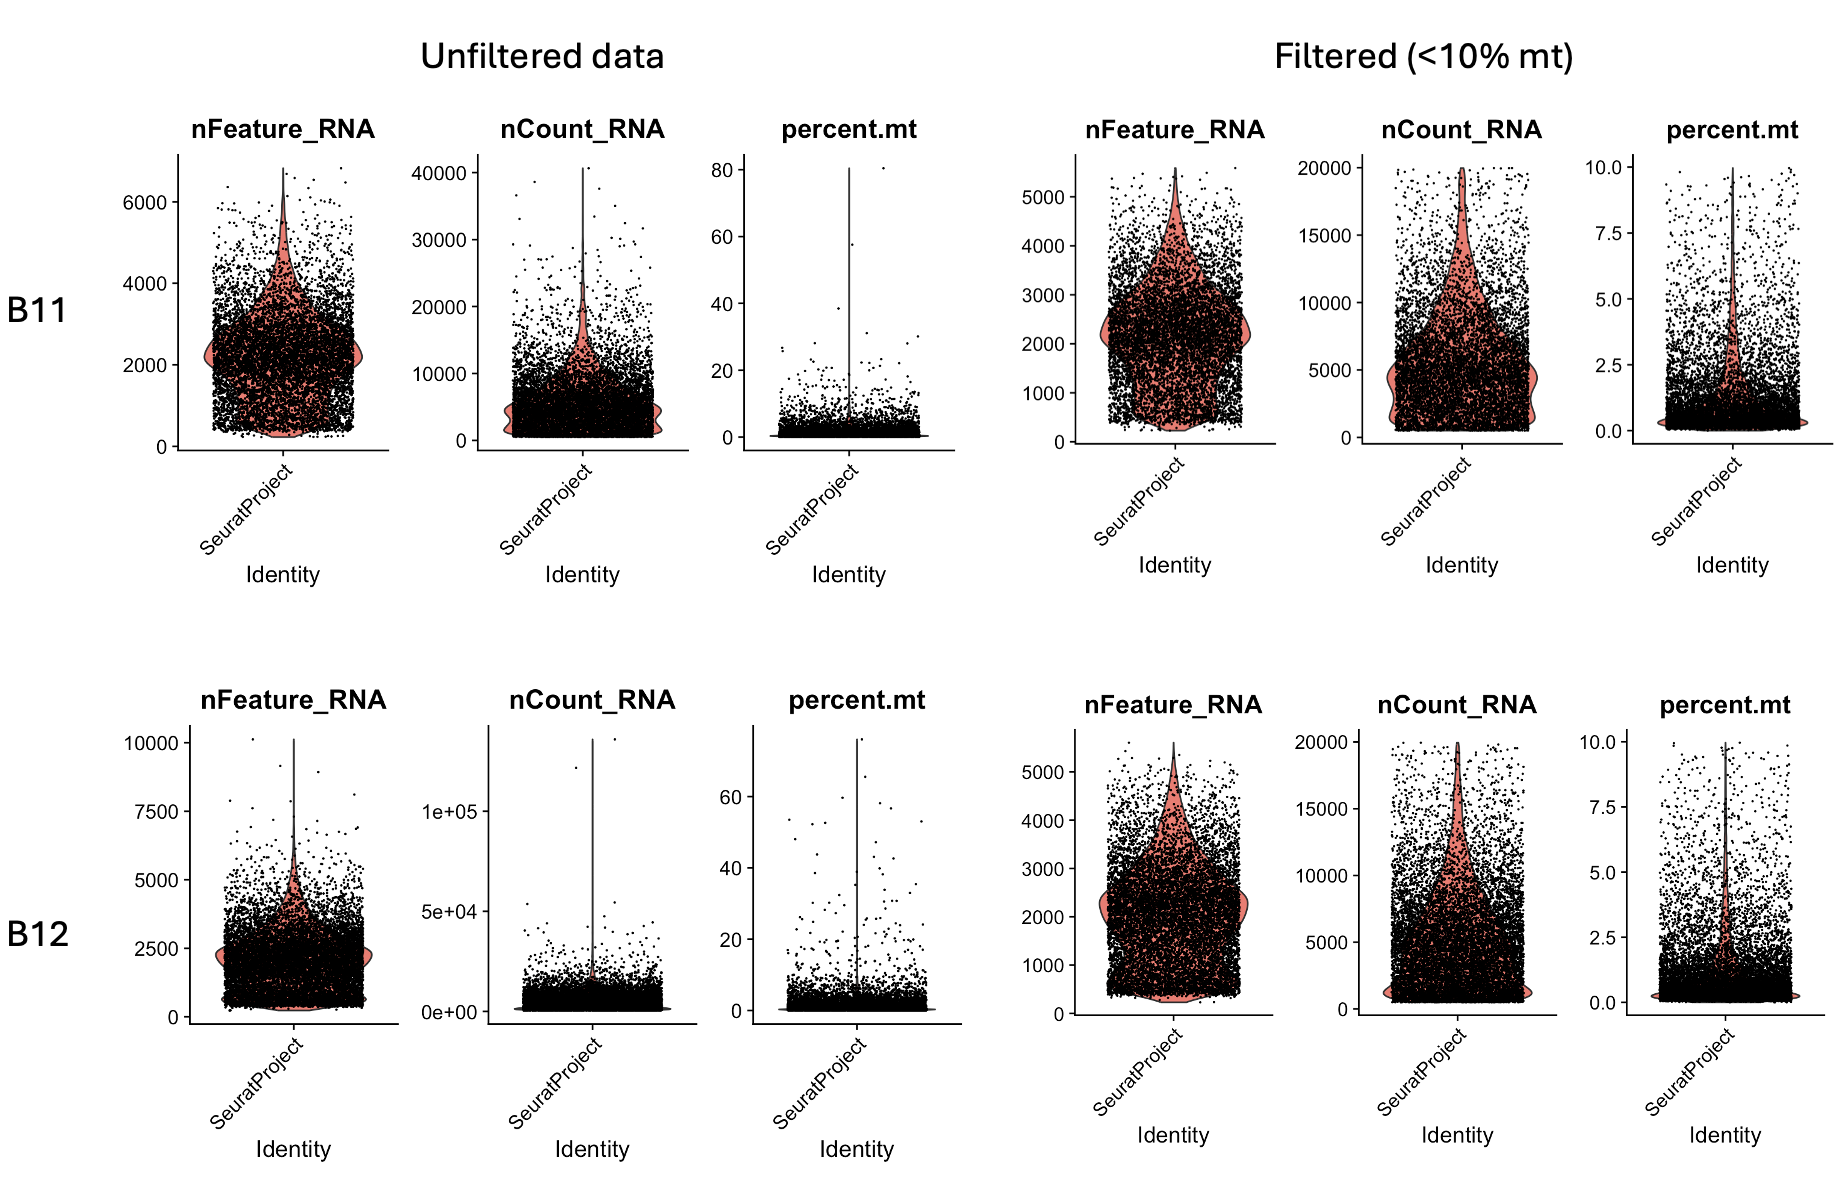 Unfiltered data
Filtered (<10% mt)
B11
nFeature_RNA
6000
4000
2000
0
SeuratProject
Identity
nCount_RNA
40000
30000
20000
10000
0
SeuratProject
Identity
percent.mt
80
60
40
20
0
SeuratProject
Identity
nFeature_RNA
5000
4000
3000
2000
1000
0
SeuratProject
Identity
nCount_RNA
20000
15000
10000
5000
0
SeuratProject
Identity
percent.mt
10.0
7.5
5.0
2.5
0.0
SeuratProject
Identity
B12
nFeature_RNA
10000
7500
5000
2500
0
SeuratProject
Identity
nCount_RNA
1e+05
5e+04
0e+00
SeuratProject
Identity
percent.mt
60
40
20
0
SeuratProject
Identity
nFeature_RNA
5000
4000
3000
2000
1000
0
SeuratProject
Identity
nCount_RNA
20000
15000
10000
5000
0
SeuratProject
Identity
percent.mt
10.0
7.5
5.0
2.5
0.0
SeuratProject
Identity